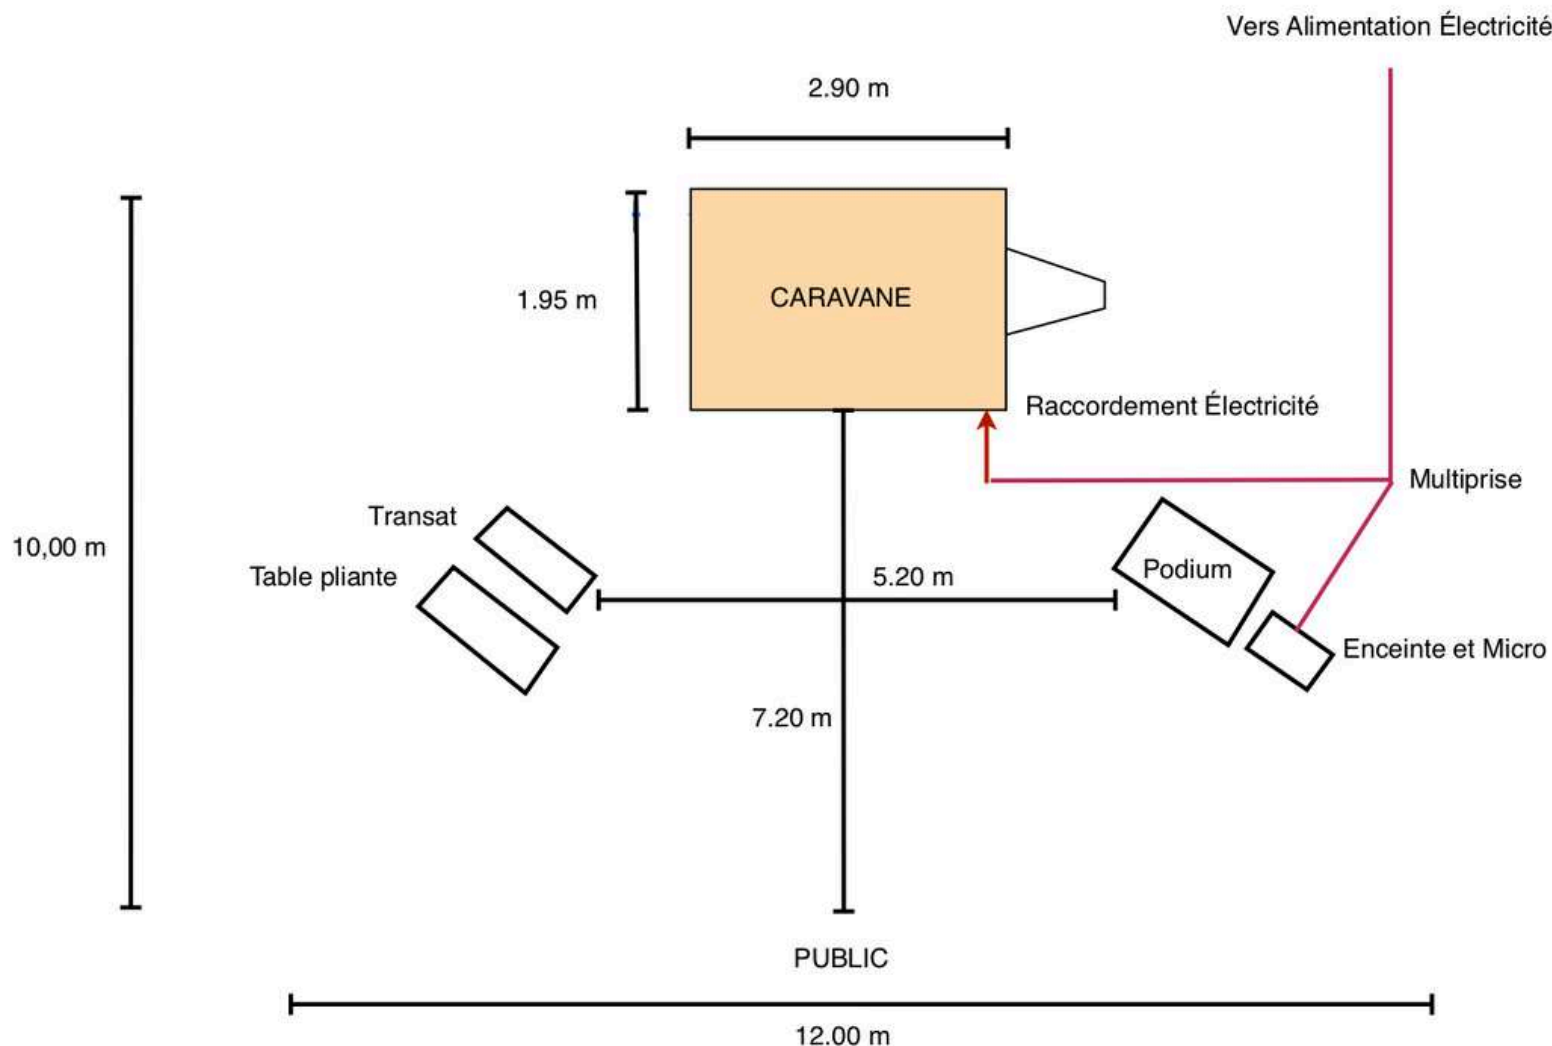 Vers Alimentation Électricité
2.90 m
1.95 m
CARAVANE
Raccordement Électricité
Multiprise
Transat
10,00 m
Table pliante
5.20 m
Podium
Enceinte et Micro
7.20 m
PUBLIC
12.00 m